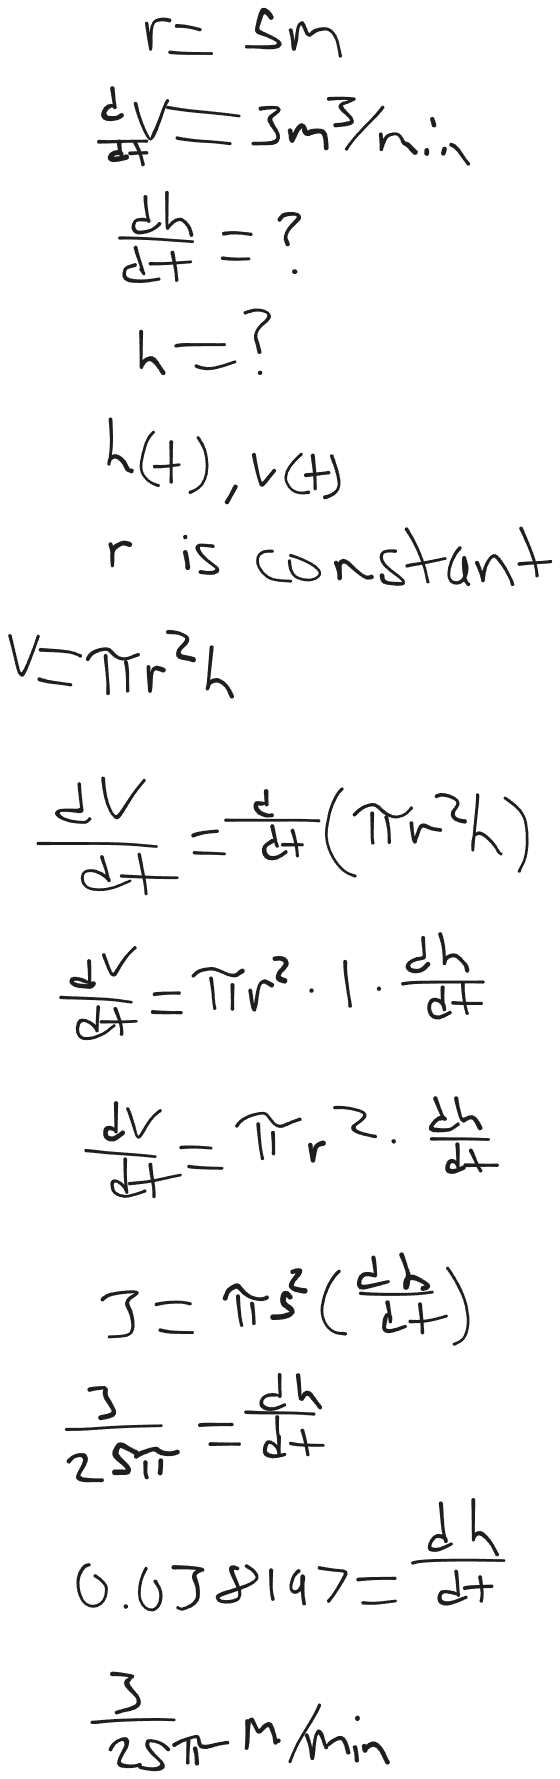 r = 5m
d/dt V = 3m³/min
dh/dt = ?
h = ?
h(t), v(t)
r is constant
V = πr²h
dV/dt = d/dt (πr²h)
dV/dt = πr² · 1 · dh/dt
dV/dt = πr² · dh/dt
3 = π5² (dh/dt)
3/25π = dh/dt
0.038197 = dh/dt
3/25π m/min